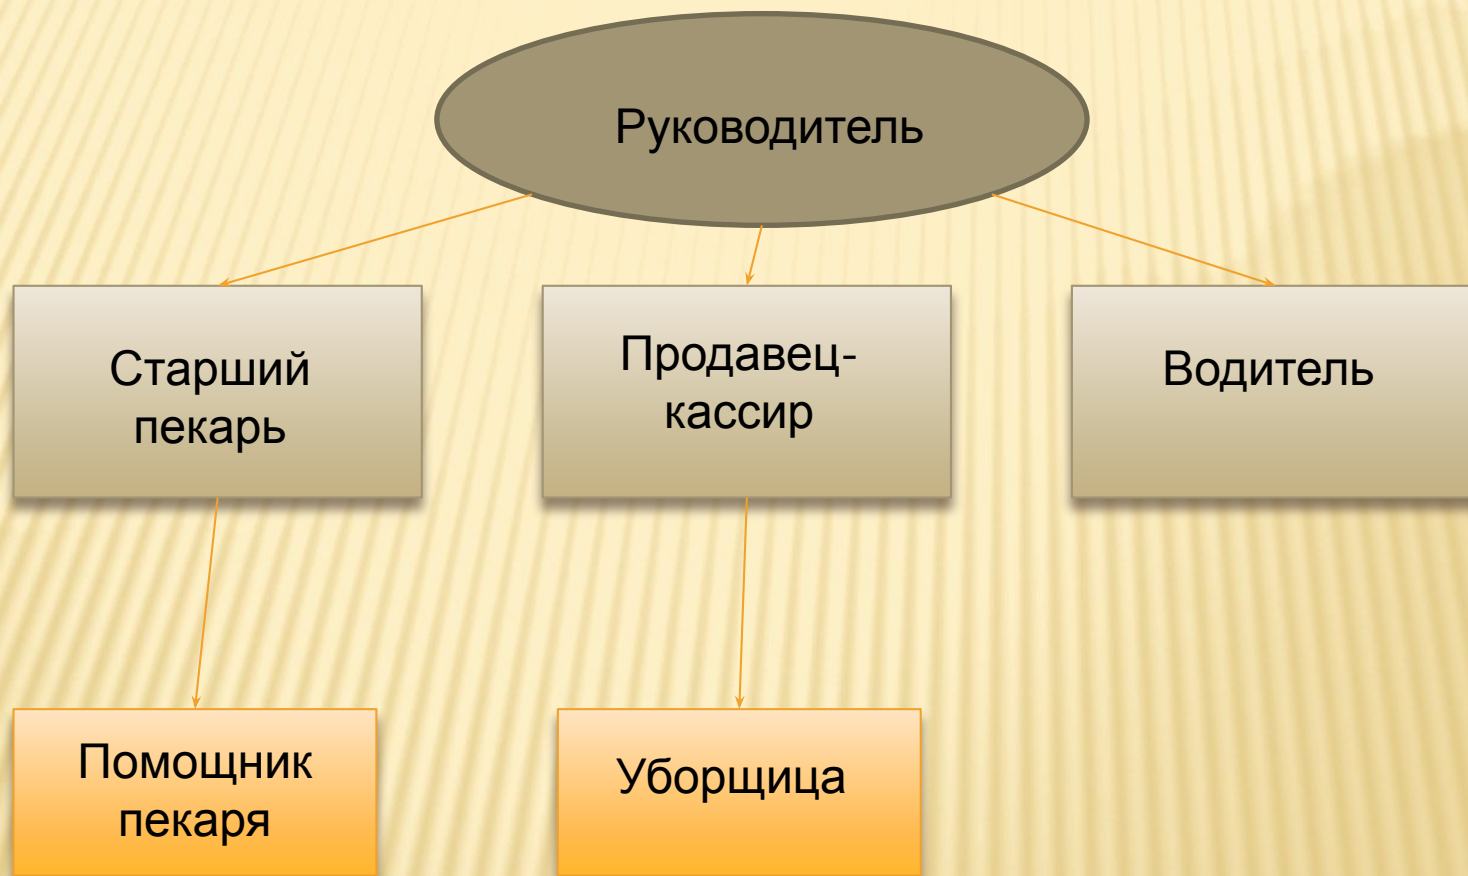 Руководитель
Старший
пекарь
Продавец-
кассир
Водитель
Помощник
пекаря
Уборщица